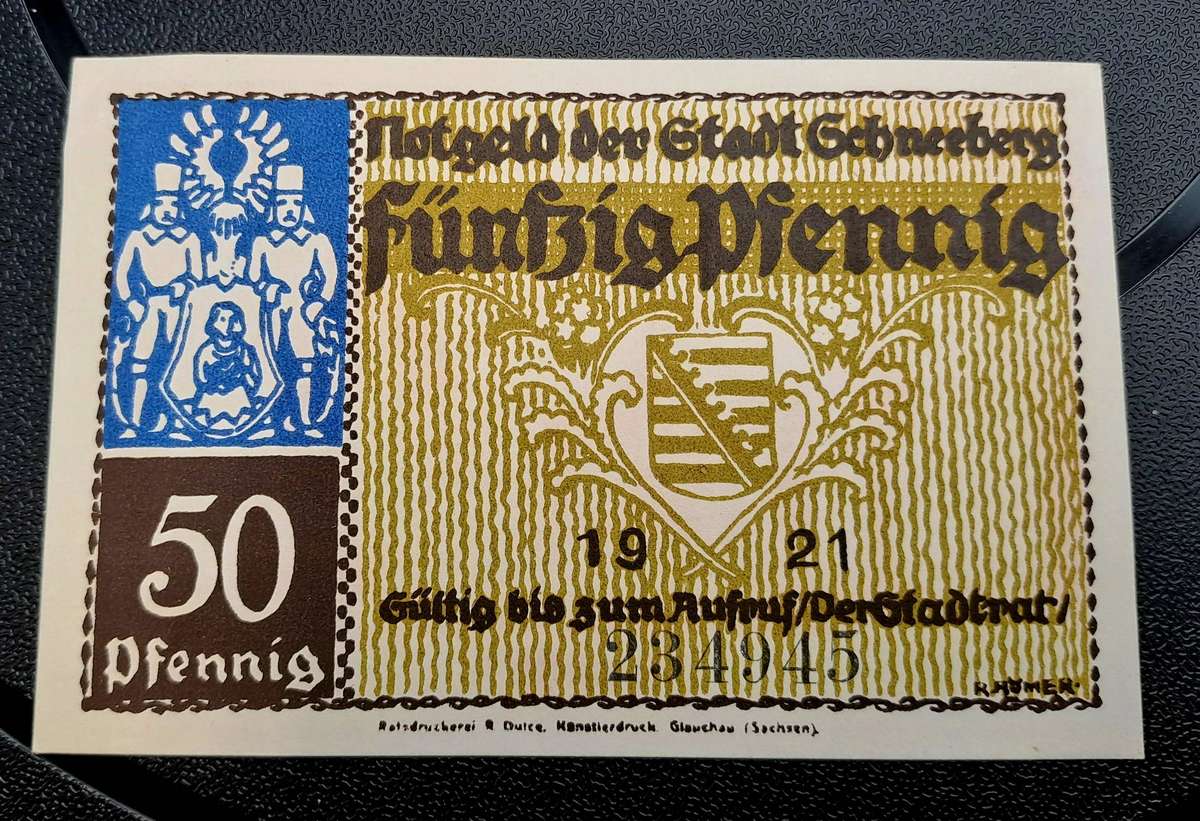 Notgeld der Stadt Schneeberg
Fünfzig Pfennig
50
Pfennig
19 21
Gültig bis zum Aufruf/Der Stadtrat/
234945
R. HÖMER.
Ratsdruckerei R. Dulce, Künstlerdruck. Glauchau (Sachsen).